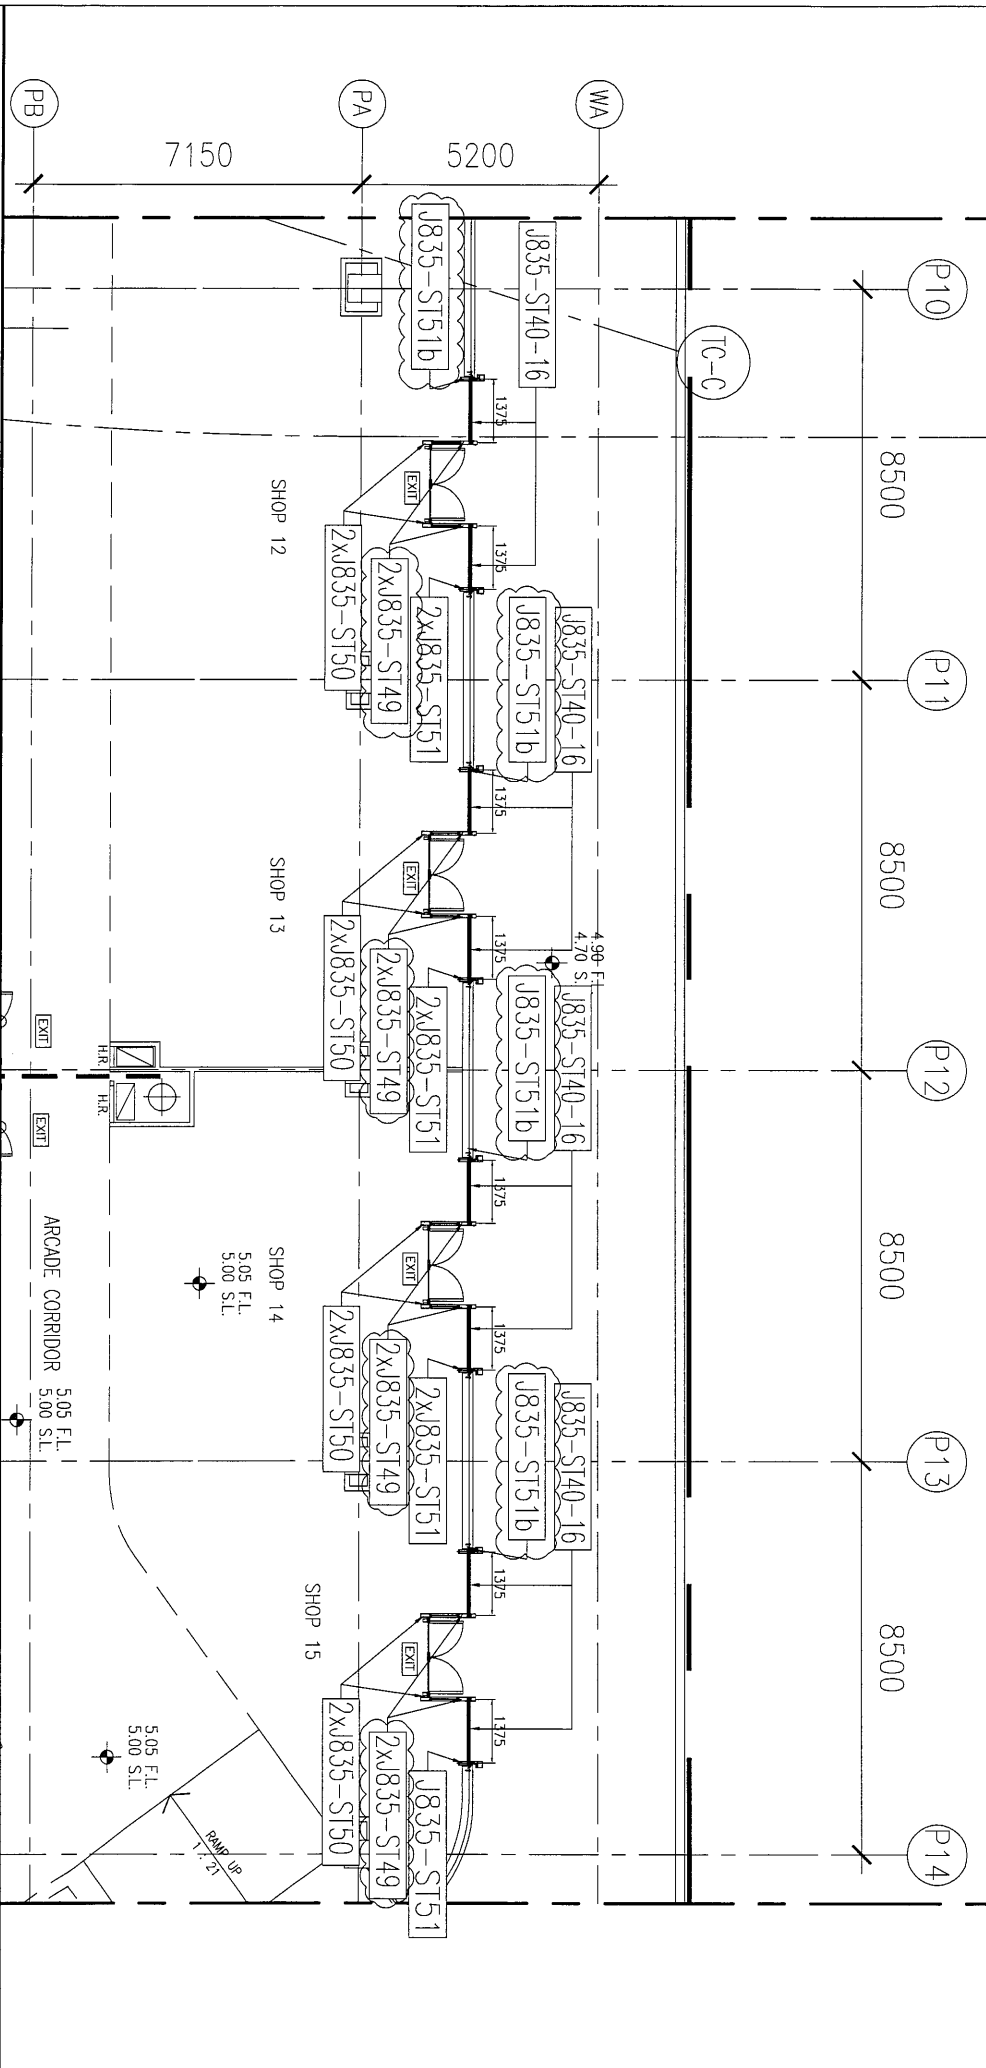 P10
P11
P12
P13
P14
8500
8500
8500
8500
TC-C
WA
PA
PB
5200
7150
J835-ST40-16
J835-ST51b
1375
1375
EXIT
SHOP 12
2xJ835-ST50
2xJ835-ST49
2xJ835-ST51
J835-ST40-16
J835-ST51b
1375
1375
EXIT
SHOP 13
2xJ835-ST50
2xJ835-ST49
2xJ835-ST51
4.90 F.
4.70 S.
J835-ST40-16
J835-ST51b
1375
1375
EXIT
SHOP 14
5.05 F.L.
5.00 S.L.
2xJ835-ST50
2xJ835-ST49
2xJ835-ST51
J835-ST40-16
J835-ST51b
1375
1375
EXIT
SHOP 15
2xJ835-ST50
2xJ835-ST49
J835-ST51
H.R.
H.R.
EXIT
EXIT
ARCADE CORRIDOR
5.05 F.L.
5.00 S.L.
5.05 F.L.
5.00 S.L.
RAMP UP
1 : 21